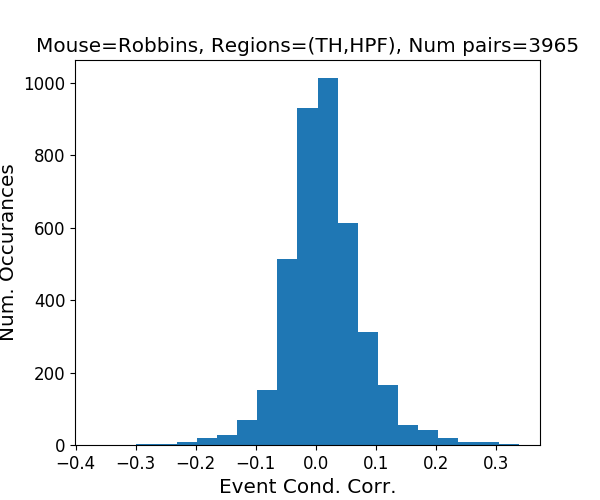 Mouse=Robbins, Regions=(TH,HPF), Num pairs=3965
Num. Occurances
1000
800
600
400
200
0
−0.4 −0.3 −0.2 −0.1 0.0 0.1 0.2 0.3
Event Cond. Corr.